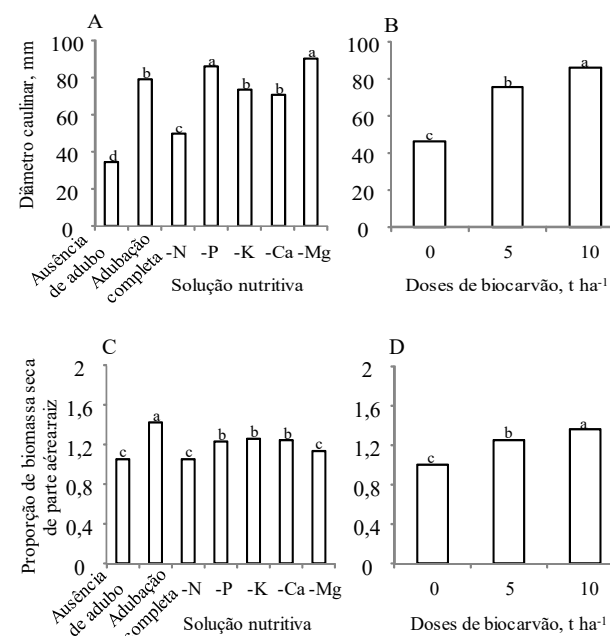 A
Diâmetro caulinar, mm
100
80
60
40
20
0
d
b
c
a
b
b
a
Ausência
de adubo
Adubação
completa
-N
-P
-K
-Ca
-Mg
Solução nutritiva
B
100
80
60
40
20
0
c
b
a
0
5
10
Doses de biocarvão, t ha⁻¹
C
Proporção de biomassa seca
de parte aérea:raiz
2
1,6
1,2
0,8
0,4
0
c
a
c
b
b
b
c
Ausência
de adubo
Adubação
completa
-N
-P
-K
-Ca
-Mg
Solução nutritiva
D
2
1,6
1,2
0,8
0,4
0
c
b
a
0
5
10
Doses de biocarvão, t ha⁻¹